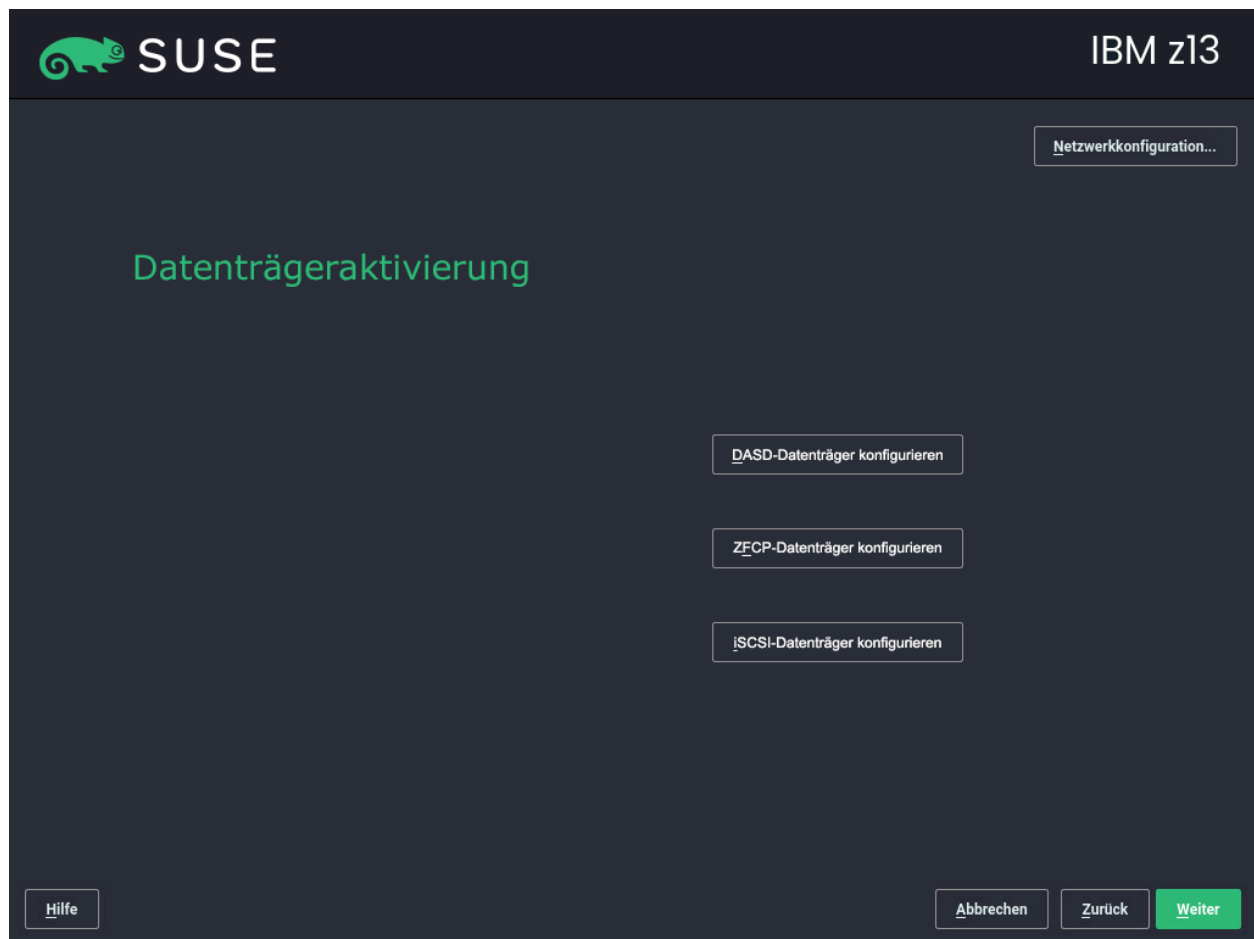 SUSE
IBM z13
Netzwerkkonfiguration...
Datenträgeraktivierung
DASD-Datenträger konfigurieren
ZFCP-Datenträger konfigurieren
iSCSI-Datenträger konfigurieren
Hilfe
Abbrechen
Zurück
Weiter